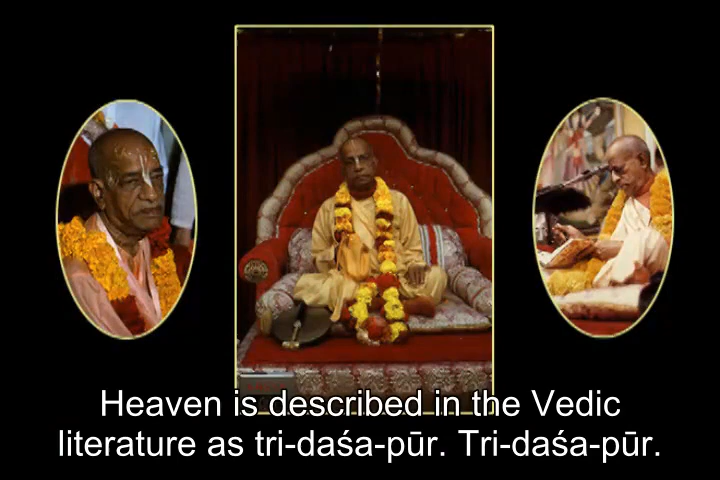 Heaven is described in the Vedic
literature as tri-daśa-pūr. Tri-daśa-pūr.